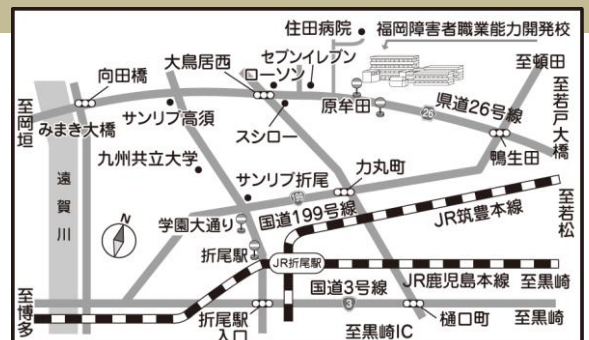 住田病院
福岡障害者職業能力開発校
セブンイレブン
大鳥居西
ローソン
至頓田
向田橋
原牟田
県道26号線
26
至若戸大橋
至岡垣
みまき大橋
サンリブ高須
スシロー
鴨生田
九州共立大学
力丸町
遠賀川
サンリブ折尾
199
学園大通り
国道199号線
JR筑豊本線
至若松
N
折尾駅
JR折尾駅
JR鹿児島本線
至黒崎
国道3号線
3
至博多
折尾駅
入口
樋口町
至黒崎
至黒崎IC